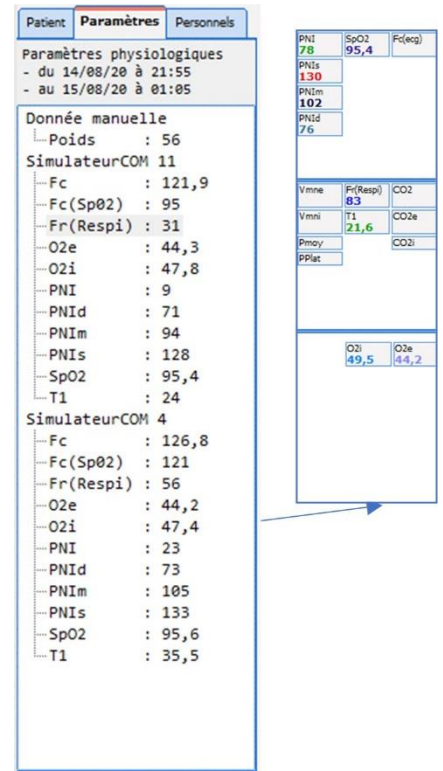 Patient Paramètres Personnels
Paramètres physiologiques
- du 14/08/20 à 21:55
- au 15/08/20 à 01:05
Donnée manuelle
Poids : 56
SimulateurCOM 11
Fc : 121,9
Fc(Sp02) : 95
Fr(Respi) : 31
O2e : 44,3
O2i : 47,8
PNI : 9
PNId : 71
PNIm : 94
PNIs : 128
SpO2 : 95,4
T1 : 24
SimulateurCOM 4
Fc : 126,8
Fc(Sp02) : 121
Fr(Respi) : 56
O2e : 44,2
O2i : 47,4
PNI : 23
PNId : 73
PNIm : 105
PNIs : 133
SpO2 : 95,6
T1 : 35,5
PNI SpO2 Fc(ecg)
78 95,4
PNIs
130
PNIm
102
PNId
76
Vmne Fr(Respi) CO2
83
Vmni T1 CO2e
21,6
Pmoy CO2i
PPlat
O2i O2e
49,5 44,2